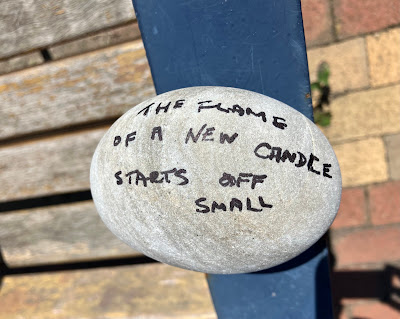 THE FLAME
OF A NEW CANDLE
STARTS OFF
SMALL